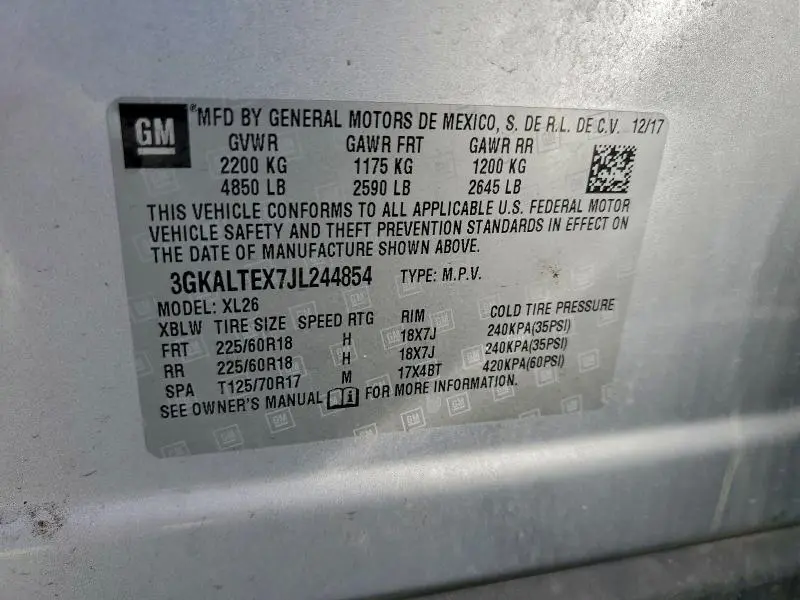 GM
®MFD BY GENERAL MOTORS DE MEXICO, S. DE R.L. DE C.V. 12/17
GVWR GAWR FRT GAWR RR
2200 KG 1175 KG 1200 KG
4850 LB 2590 LB 2645 LB
THIS VEHICLE CONFORMS TO ALL APPLICABLE U.S. FEDERAL MOTOR
VEHICLE SAFETY AND THEFT PREVENTION STANDARDS IN EFFECT ON
THE DATE OF MANUFACTURE SHOWN ABOVE.
3GKALTEX7JL244854 TYPE: M.P.V.
MODEL: XL26
XBLW TIRE SIZE SPEED RTG RIM COLD TIRE PRESSURE
FRT 225/60R18 H 18X7J 240KPA(35PSI)
RR 225/60R18 H 18X7J 240KPA(35PSI)
SPA T125/70R17 M 17X4BT 420KPA(60PSI)
SEE OWNER'S MANUAL FOR MORE INFORMATION.